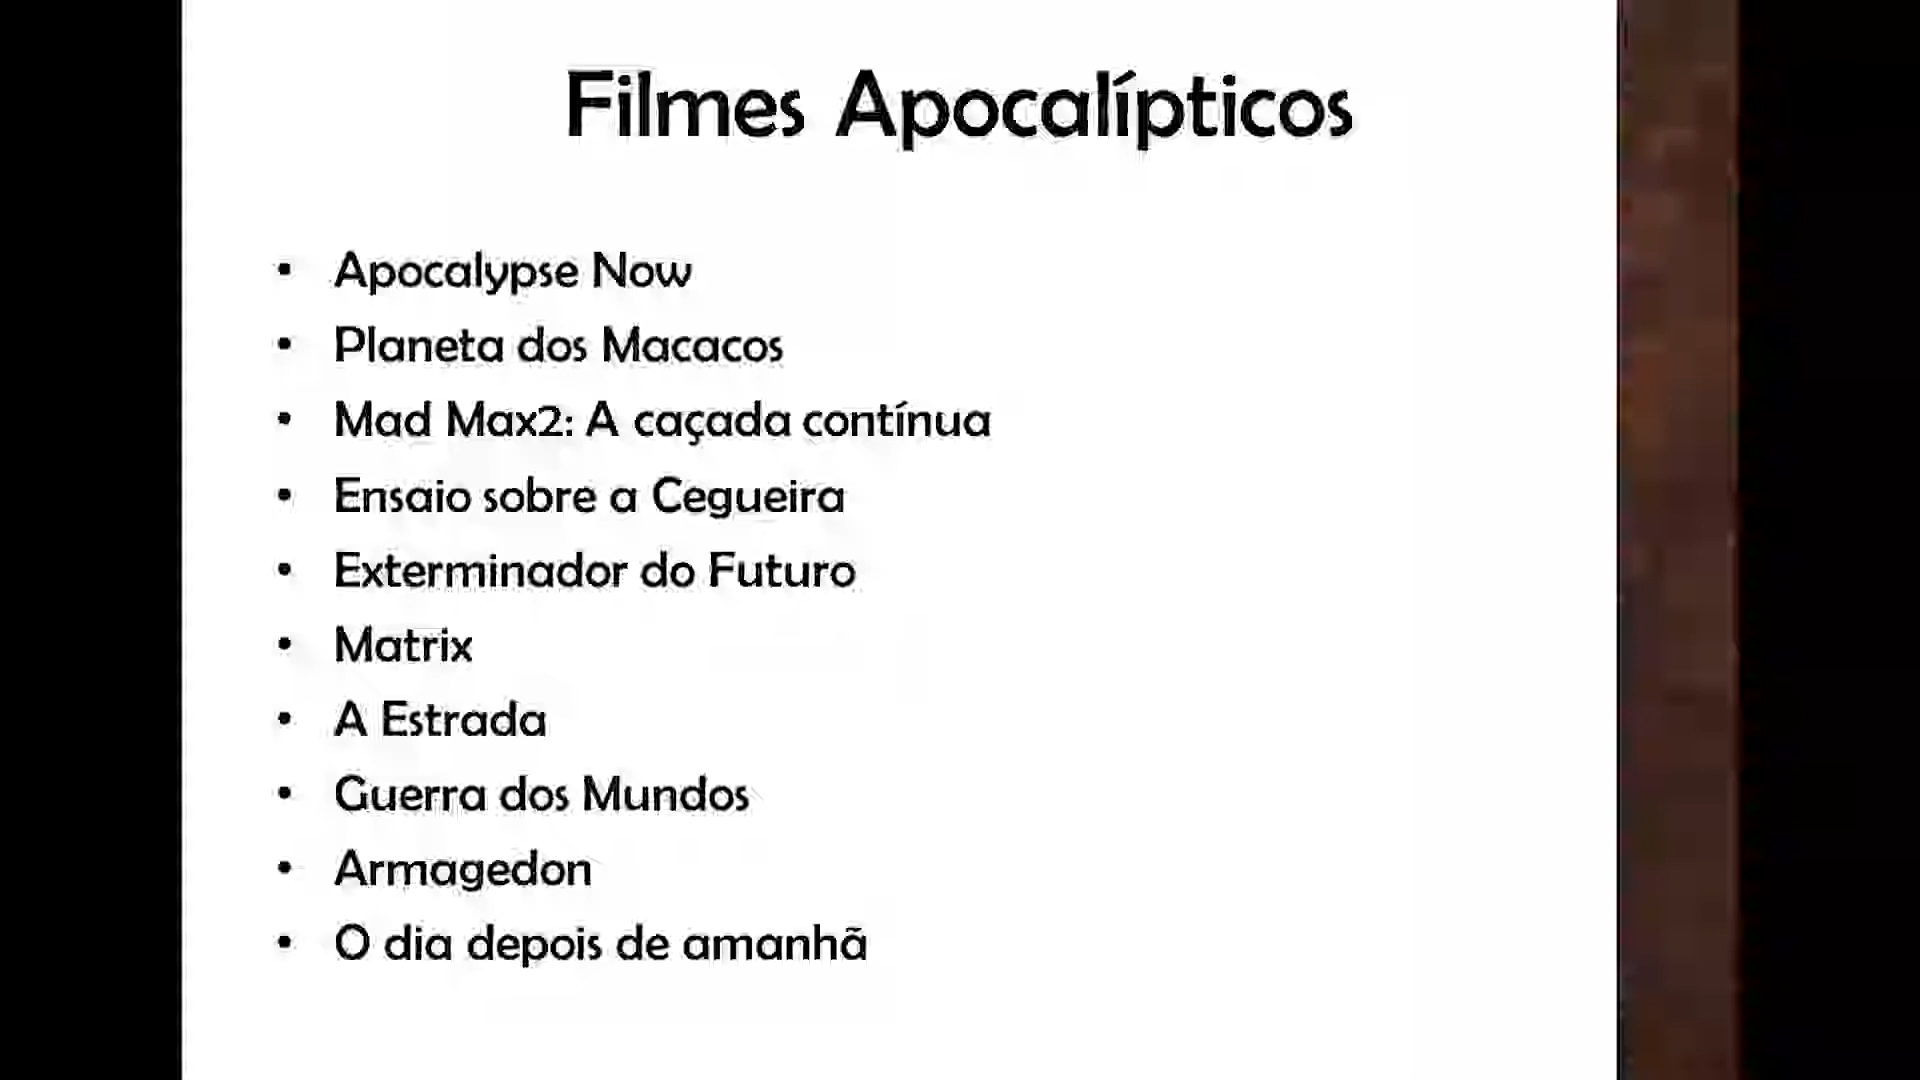 Filmes Apocalípticos
• Apocalypse Now
• Planeta dos Macacos
• Mad Max2: A caçada contínua
• Ensaio sobre a Cegueira
• Exterminador do Futuro
• Matrix
• A Estrada
• Guerra dos Mundos
• Armagedon
• O dia depois de amanhã